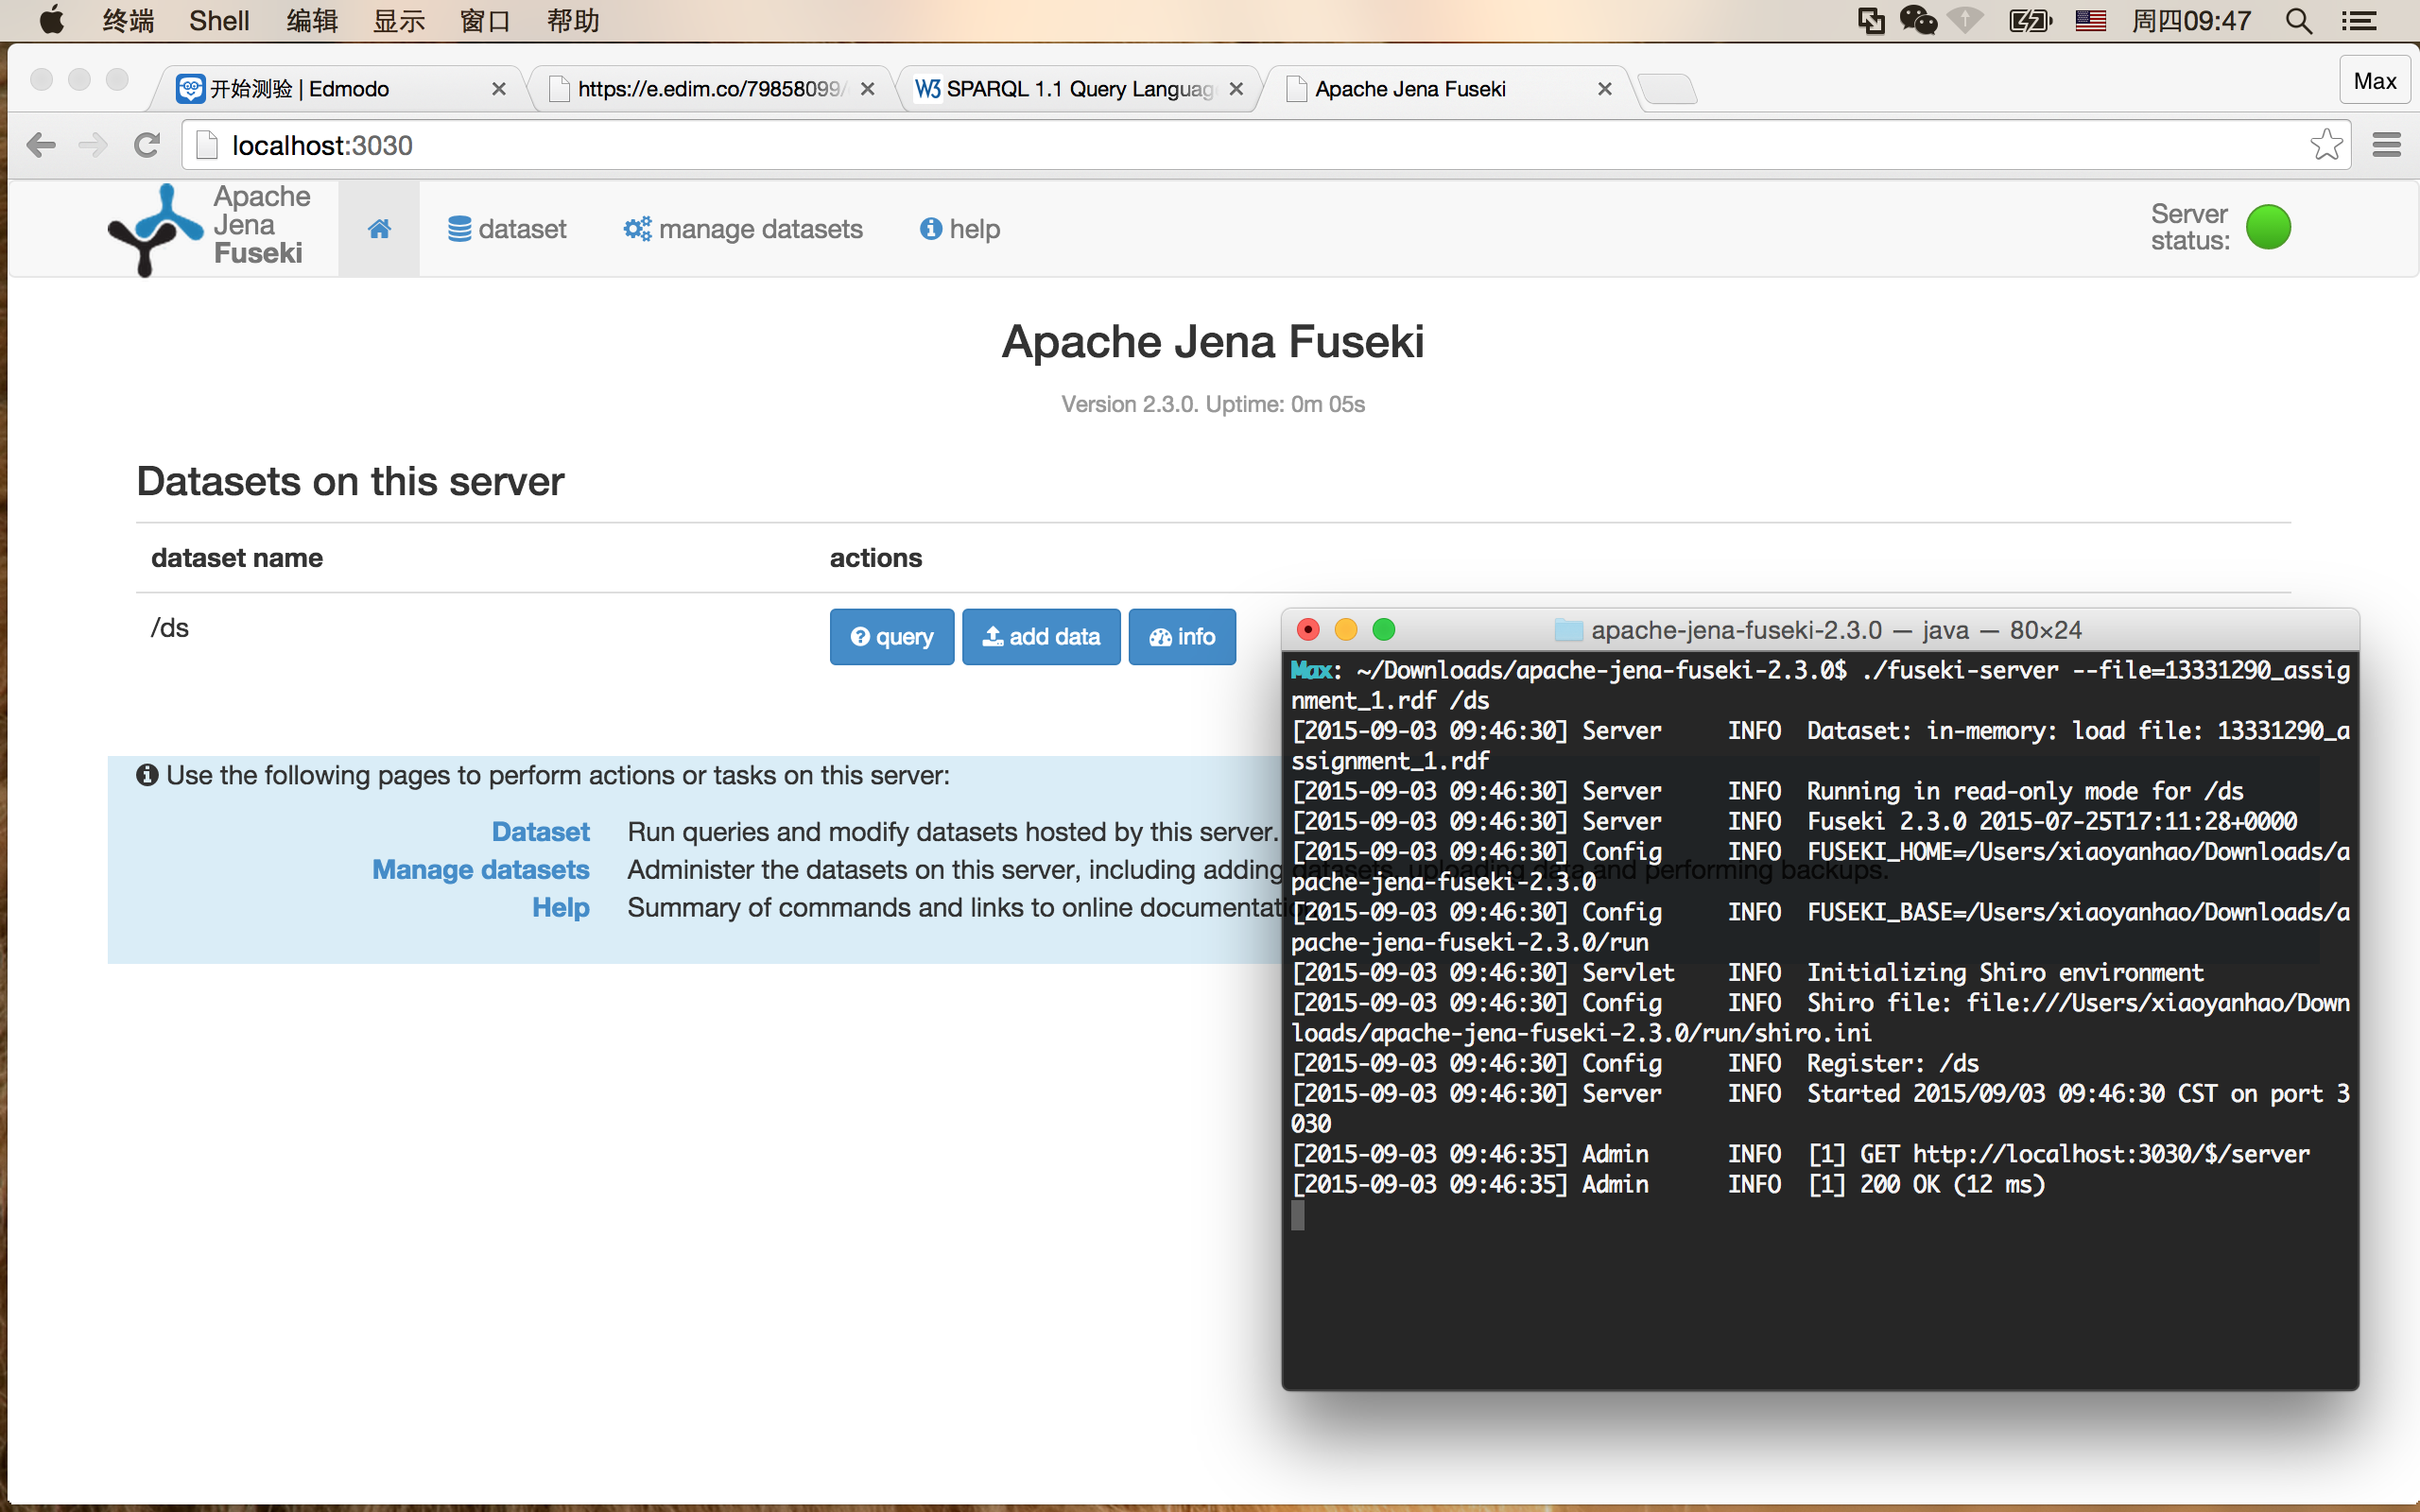 终端 Shell 编辑 显示 窗口 帮助 周四09:47
开始测验 | Edmodo https://e.edim.co/79858099/ W3 SPARQL 1.1 Query Languag Apache Jena Fuseki Max
localhost:3030
Apache
Jena
Fuseki
dataset manage datasets help
Server
status:
Apache Jena Fuseki
Version 2.3.0. Uptime: 0m 05s
Datasets on this server
dataset name actions
/ds query add data info
Use the following pages to perform actions or tasks on this server:
Dataset Run queries and modify datasets hosted by this server.
Manage datasets Administer the datasets on this server, including adding datasets, uploading data and performing backups.
Help Summary of commands and links to online documentatio
apache-jena-fuseki-2.3.0 — java — 80×24
Max: ~/Downloads/apache-jena-fuseki-2.3.0$ ./fuseki-server --file=13331290_assig
nment_1.rdf /ds
[2015-09-03 09:46:30] Server INFO Dataset: in-memory: load file: 13331290_a
ssignment_1.rdf
[2015-09-03 09:46:30] Server INFO Running in read-only mode for /ds
[2015-09-03 09:46:30] Server INFO Fuseki 2.3.0 2015-07-25T17:11:28+0000
[2015-09-03 09:46:30] Config INFO FUSEKI_HOME=/Users/xiaoyanhao/Downloads/a
pache-jena-fuseki-2.3.0
[2015-09-03 09:46:30] Config INFO FUSEKI_BASE=/Users/xiaoyanhao/Downloads/a
pache-jena-fuseki-2.3.0/run
[2015-09-03 09:46:30] Servlet INFO Initializing Shiro environment
[2015-09-03 09:46:30] Config INFO Shiro file: file:///Users/xiaoyanhao/Down
loads/apache-jena-fuseki-2.3.0/run/shiro.ini
[2015-09-03 09:46:30] Config INFO Register: /ds
[2015-09-03 09:46:30] Server INFO Started 2015/09/03 09:46:30 CST on port 3
030
[2015-09-03 09:46:35] Admin INFO [1] GET http://localhost:3030/$/server
[2015-09-03 09:46:35] Admin INFO [1] 200 OK (12 ms)